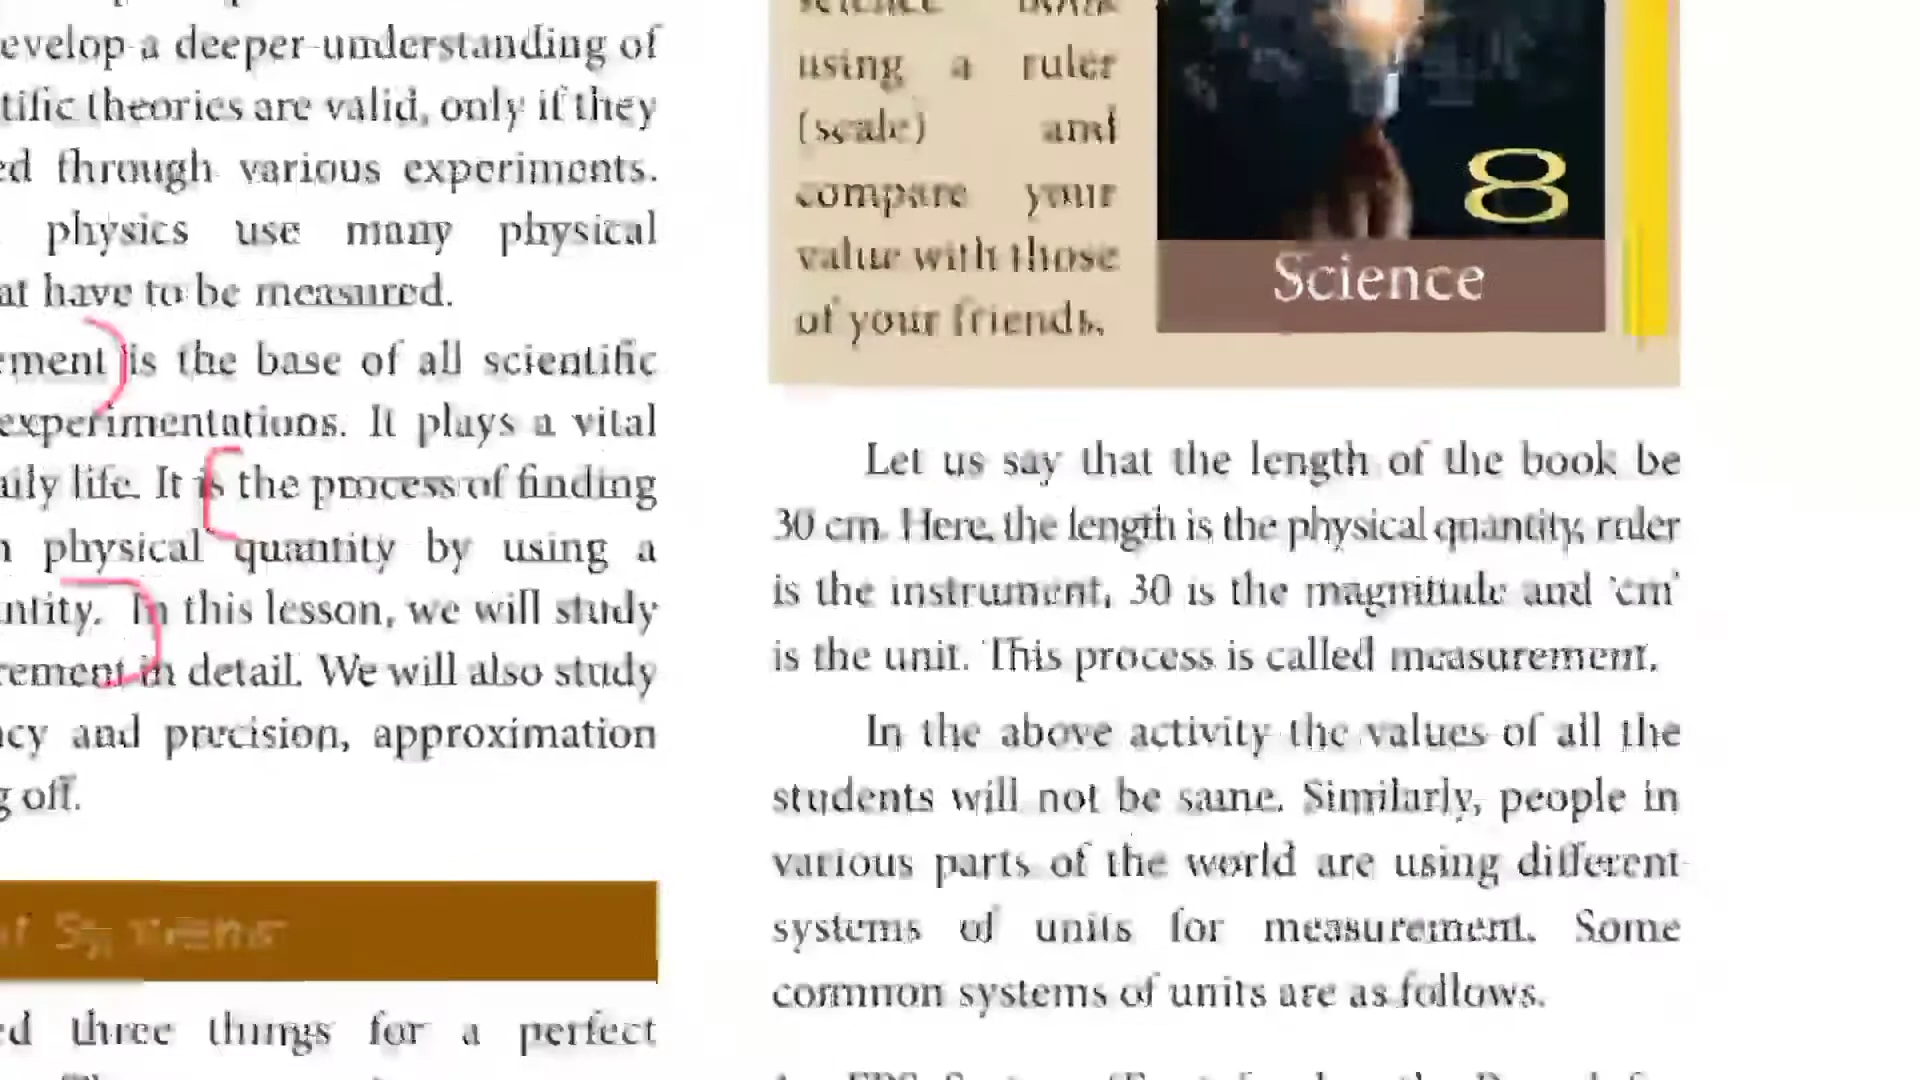 evelop a deeper understanding of
tific theories are valid, only if they
ed through various experiments.
physics use many physical
at have to be measured.
ement is the base of all scientific
experimentations. It plays a vital
aily life. It is the process of finding
physical quantity by using a
ntity. In this lesson, we will study
rement in detail. We will also study
cy and precision, approximation
g off.
of Systems
ed three things for a perfect
science book
using a ruler
(scale) and
compare your
value with those
of your friends.
8
Science
Let us say that the length of the book be
30 cm. Here, the length is the physical quantity, ruler
is the instrument, 30 is the magnitude and 'cm'
is the unit. This process is called measurement.
In the above activity the values of all the
students will not be same. Similarly, people in
various parts of the world are using different
systems of units for measurement. Some
common systems of units are as follows.